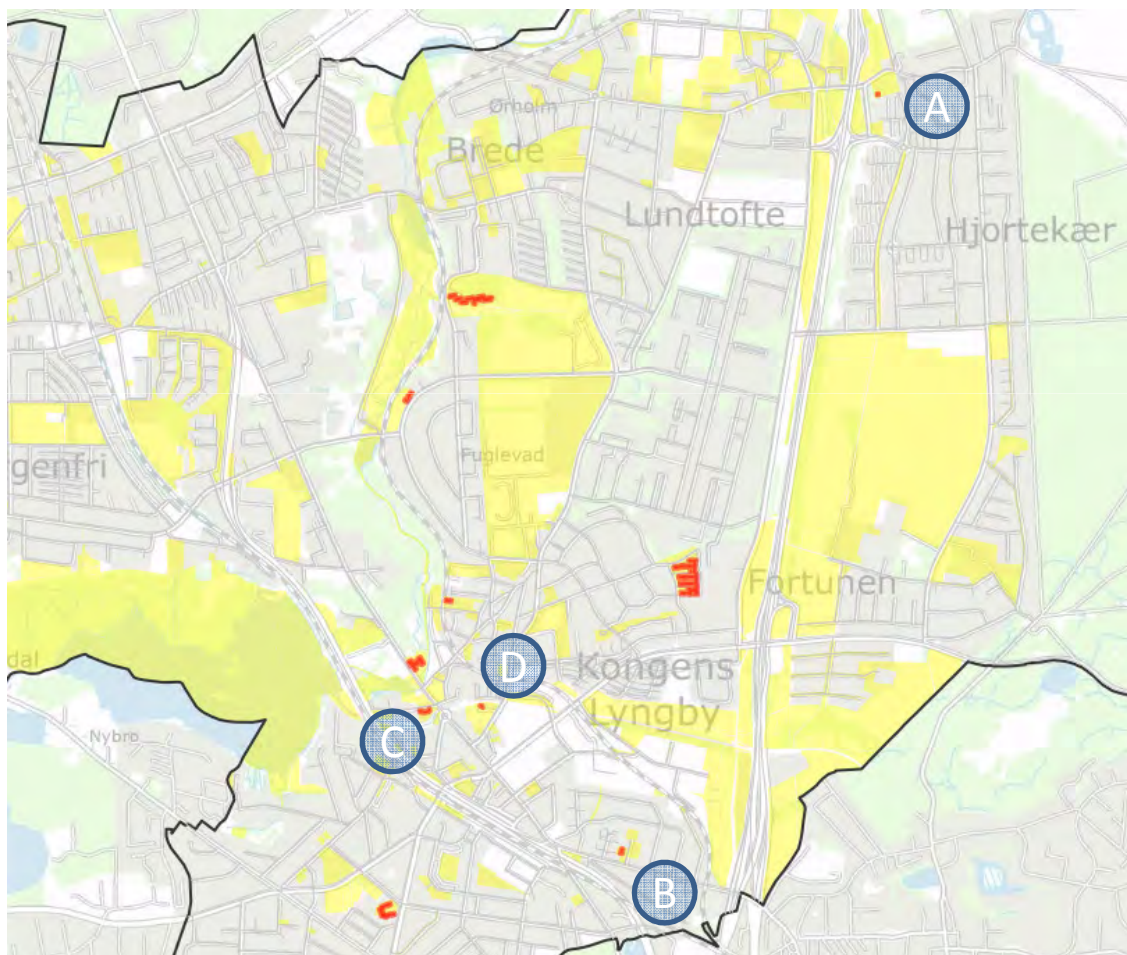 Ørholm
A
Brede
Lundtofte
Hjortekær
Fuglevad
genfri
Fortunen
dal
D
Kongens
Lyngby
Nybro
C
B